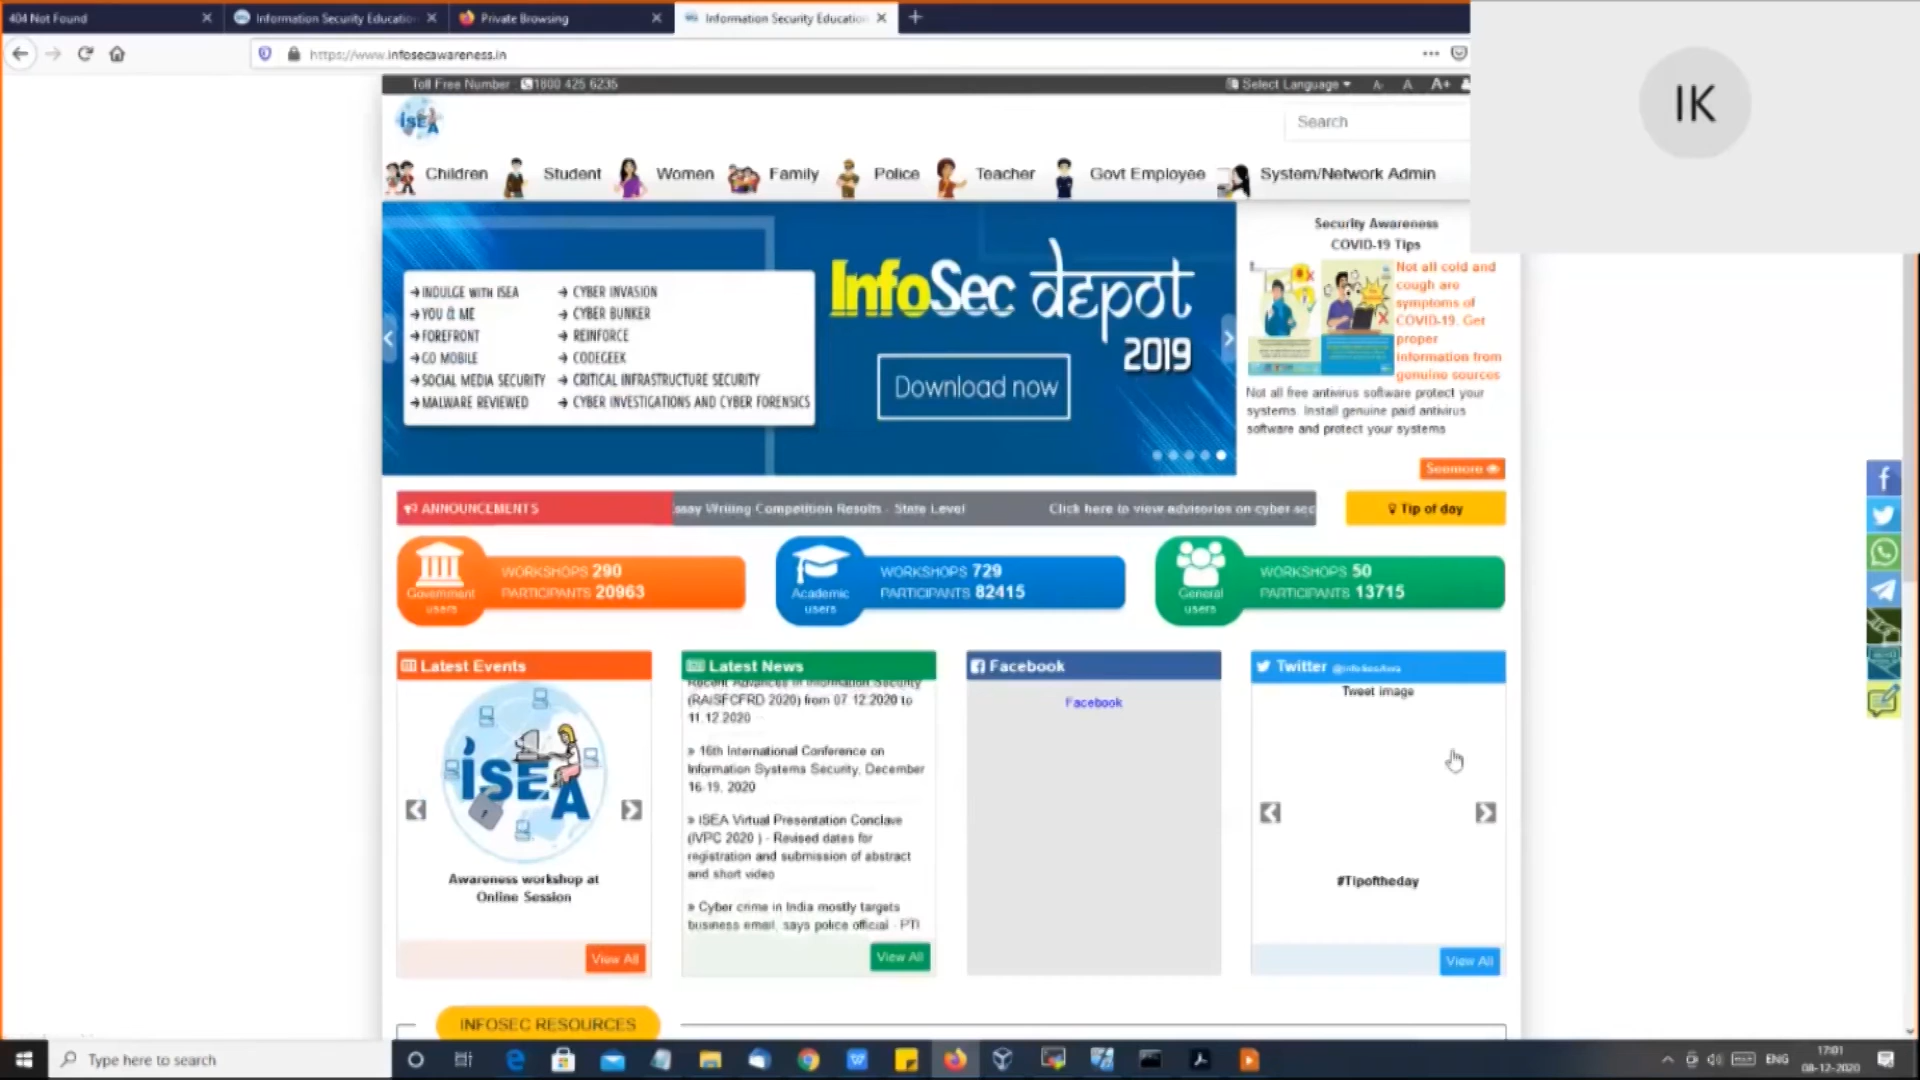 404 Not Found
Information Security Educatio
Private Browsing
Information Security Education
IK
https://www.infosecawareness.in
Toll Free Number : 1800 425 6235
Select Language
A-
A
A+
ISEA
Search
Children
Student
Women
Family
Police
Teacher
Govt Employee
System/Network Admin
INDULGE WITH ISEA
YOU & ME
FOREFRONT
GO MOBILE
SOCIAL MEDIA SECURITY
MALWARE REVIEWED
CYBER INVASION
CYBER BUNKER
REINFORCE
CODEGEEK
CRITICAL INFRASTRUCTURE SECURITY
CYBER INVESTIGATIONS AND CYBER FORENSICS
InfoSec depot
2019
Download now
Security Awareness
COVID-19 Tips
Not all cold and
cough are
symptoms of
COVID-19. Get
proper
information from
genuine sources
Not all free antivirus software protect your
systems. Install genuine paid antivirus
software and protect your systems
Seemore
ANNOUNCEMENTS
ssay Writing Competition Results - State Level
Click here to view advisories on cyber sec
Tip of day
Government
users
WORKSHOPS 290
PARTICIPANTS 20963
Academic
users
WORKSHOPS 729
PARTICIPANTS 82415
General
users
WORKSHOPS 50
PARTICIPANTS 13715
Latest Events
ISEA
Awareness workshop at
Online Session
View All
Latest News
Recent Advances in Information Security
(RAISFCFRD 2020) from 07.12.2020 to
11.12.2020
» 16th International Conference on
Information Systems Security, December
16-19, 2020
» ISEA Virtual Presentation Conclave
(IVPC 2020 ) - Revised dates for
registration and submission of abstract
and short video
» Cyber crime in India mostly targets
business email, says police official - PTI
View All
Facebook
Facebook
Twitter @InfoSecAwa
Tweet image
#Tipoftheday
View All
INFOSEC RESOURCES
Type here to search
ENG
17:01
08-12-2020